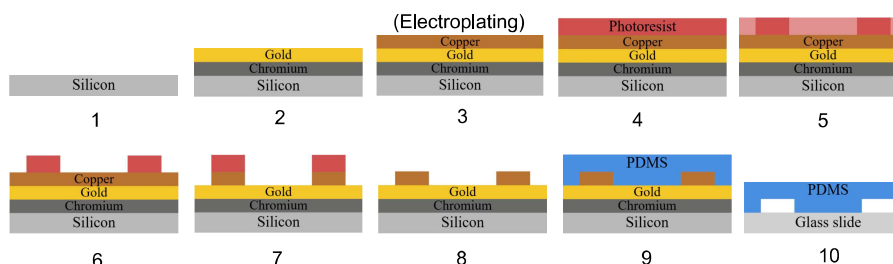 (Electroplating)
Silicon
1
Gold
Chromium
Silicon
2
Copper
Gold
Chromium
Silicon
3
Photoresist
Copper
Gold
Chromium
Silicon
4
Copper
Gold
Chromium
Silicon
5
Copper
Gold
Chromium
Silicon
6
Gold
Chromium
Silicon
7
Gold
Chromium
Silicon
8
PDMS
Gold
Chromium
Silicon
9
PDMS
Glass slide
10